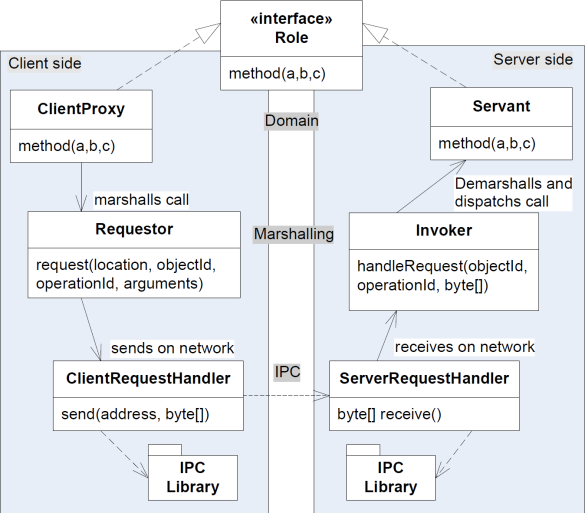 «interface»
Role
method(a,b,c)
Client side
Server side
ClientProxy
method(a,b,c)
Servant
method(a,b,c)
Domain
marshalls call
Demarshalls and
dispatchs call
Requestor
request(location, objectId,
operationId, arguments)
Marshalling
Invoker
handleRequest(objectId,
operationId, byte[])
sends on network
receives on network
ClientRequestHandler
send(address, byte[])
IPC
ServerRequestHandler
byte[] receive()
IPC
Library
IPC
Library